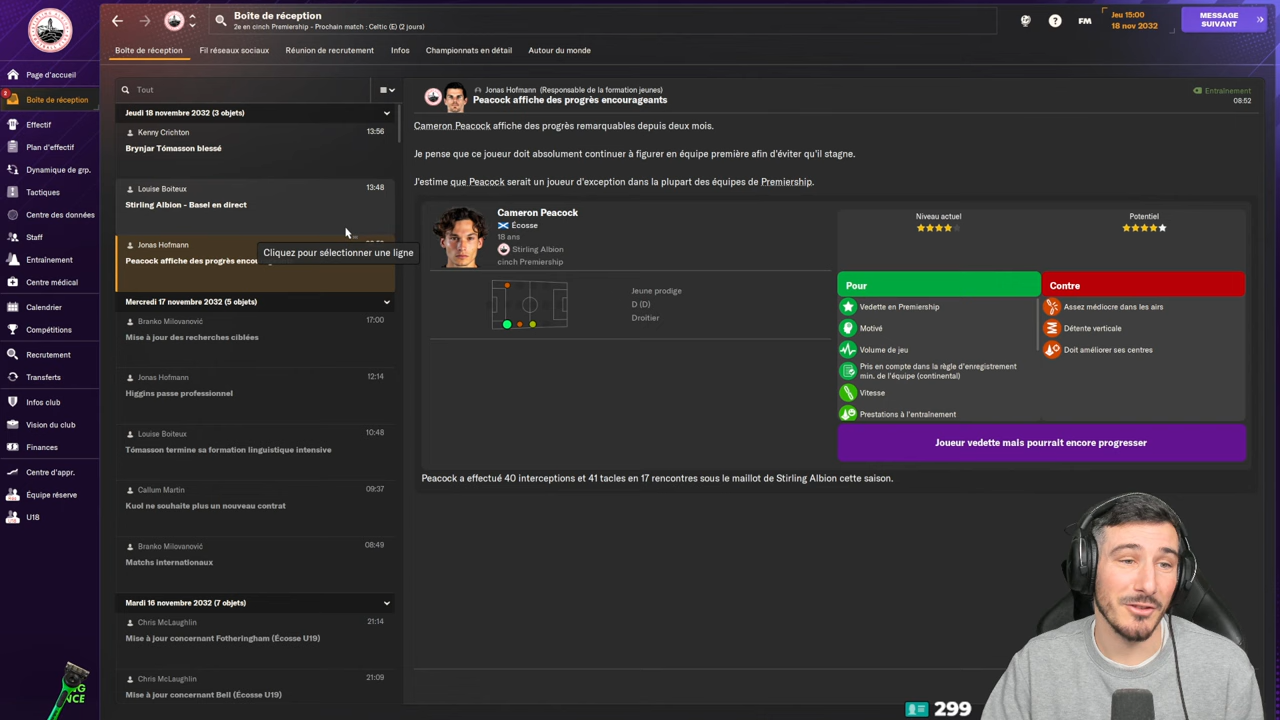 Boîte de réception
2e en cinch Premiership - Prochain match : Celtic (E) (2 jours)
FM
Jeu 15:00
18 nov 2032
MESSAGE SUIVANT
Boîte de réception
Fil réseaux sociaux
Réunion de recrutement
Infos
Championnats en détail
Autour du monde
Page d'accueil
Boîte de réception
Effectif
Plan d'effectif
Dynamique de grp.
Tactiques
Centre des données
Staff
Entraînement
Centre médical
Calendrier
Compétitions
Recrutement
Transferts
Infos club
Vision du club
Finances
Centre d'appr.
Équipe réserve
U18
Tout
Jeudi 18 novembre 2032 (3 objets)
Kenny Crichton 13:56
Brynjar Tómasson blessé
Louise Boiteux 13:48
Stirling Albion - Basel en direct
Jonas Hofmann
Peacock affiche des progrès
Cliquez pour sélectionner une ligne
Mercredi 17 novembre 2032 (5 objets)
Branko Milovanović 17:00
Mise à jour des recherches ciblées
Jonas Hofmann 12:14
Higgins passe professionnel
Louise Boiteux 10:48
Tómasson termine sa formation linguistique intensive
Callum Martin 09:37
Kuol ne souhaite plus un nouveau contrat
Branko Milovanović 08:49
Matchs internationaux
Mardi 16 novembre 2032 (7 objets)
Chris McLaughlin 21:14
Mise à jour concernant Fotheringham (Écosse U19)
Chris McLaughlin 21:09
Mise à jour concernant Bell (Écosse U19)
Jonas Hofmann (Responsable de la formation jeunes)
Peacock affiche des progrès encourageants
Entraînement
08:52
Cameron Peacock affiche des progrès remarquables depuis deux mois.
Je pense que ce joueur doit absolument continuer à figurer en équipe première afin d'éviter qu'il stagne.
J'estime que Peacock serait un joueur d'exception dans la plupart des équipes de Premiership.
Cameron Peacock
Écosse
18 ans
Stirling Albion
cinch Premiership
Jeune prodige
D (D)
Droitier
Niveau actuel
Potentiel
Pour
Vedette en Premiership
Motivé
Volume de jeu
Pris en compte dans la règle d'enregistrement
min. de l'équipe (continental)
Vitesse
Prestations à l'entraînement
Contre
Assez médiocre dans les airs
Détente verticale
Doit améliorer ses centres
Joueur vedette mais pourrait encore progresser
Peacock a effectué 40 interceptions et 41 tacles en 17 rencontres sous le maillot de Stirling Albion cette saison.
299